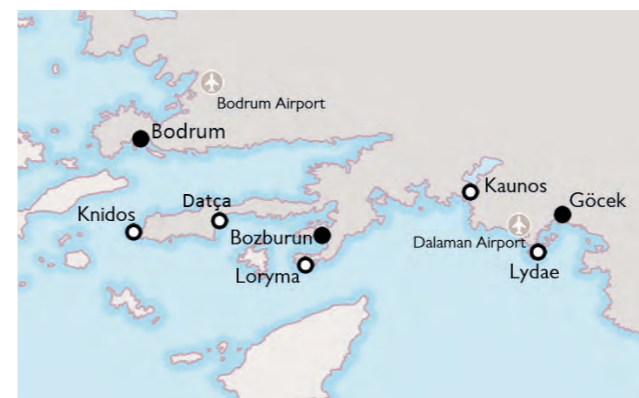 Bodrum Airport
Bodrum
Kaunos
Datça
Göcek
Knidos
Bozburun
Dalaman Airport
Loryma
Lydae